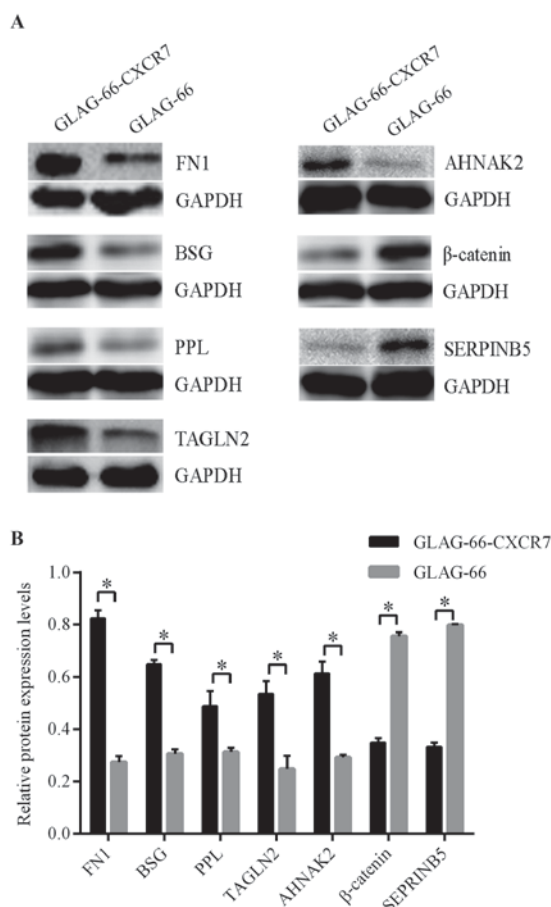 A
GLAG-66-CXCR7
GLAG-66
FN1
GAPDH
BSG
GAPDH
PPL
GAPDH
TAGLN2
GAPDH
GLAG-66-CXCR7
GLAG-66
AHNAK2
GAPDH
β-catenin
GAPDH
SERPINB5
GAPDH
B
GLAG-66-CXCR7
GLAG-66
Relative protein expression levels
1.0
0.8
0.6
0.4
0.2
0.0
*
*
*
*
*
*
*
FN1
BSG
PPL
TAGLN2
AHNAK2
β-catenin
SEPRINB5